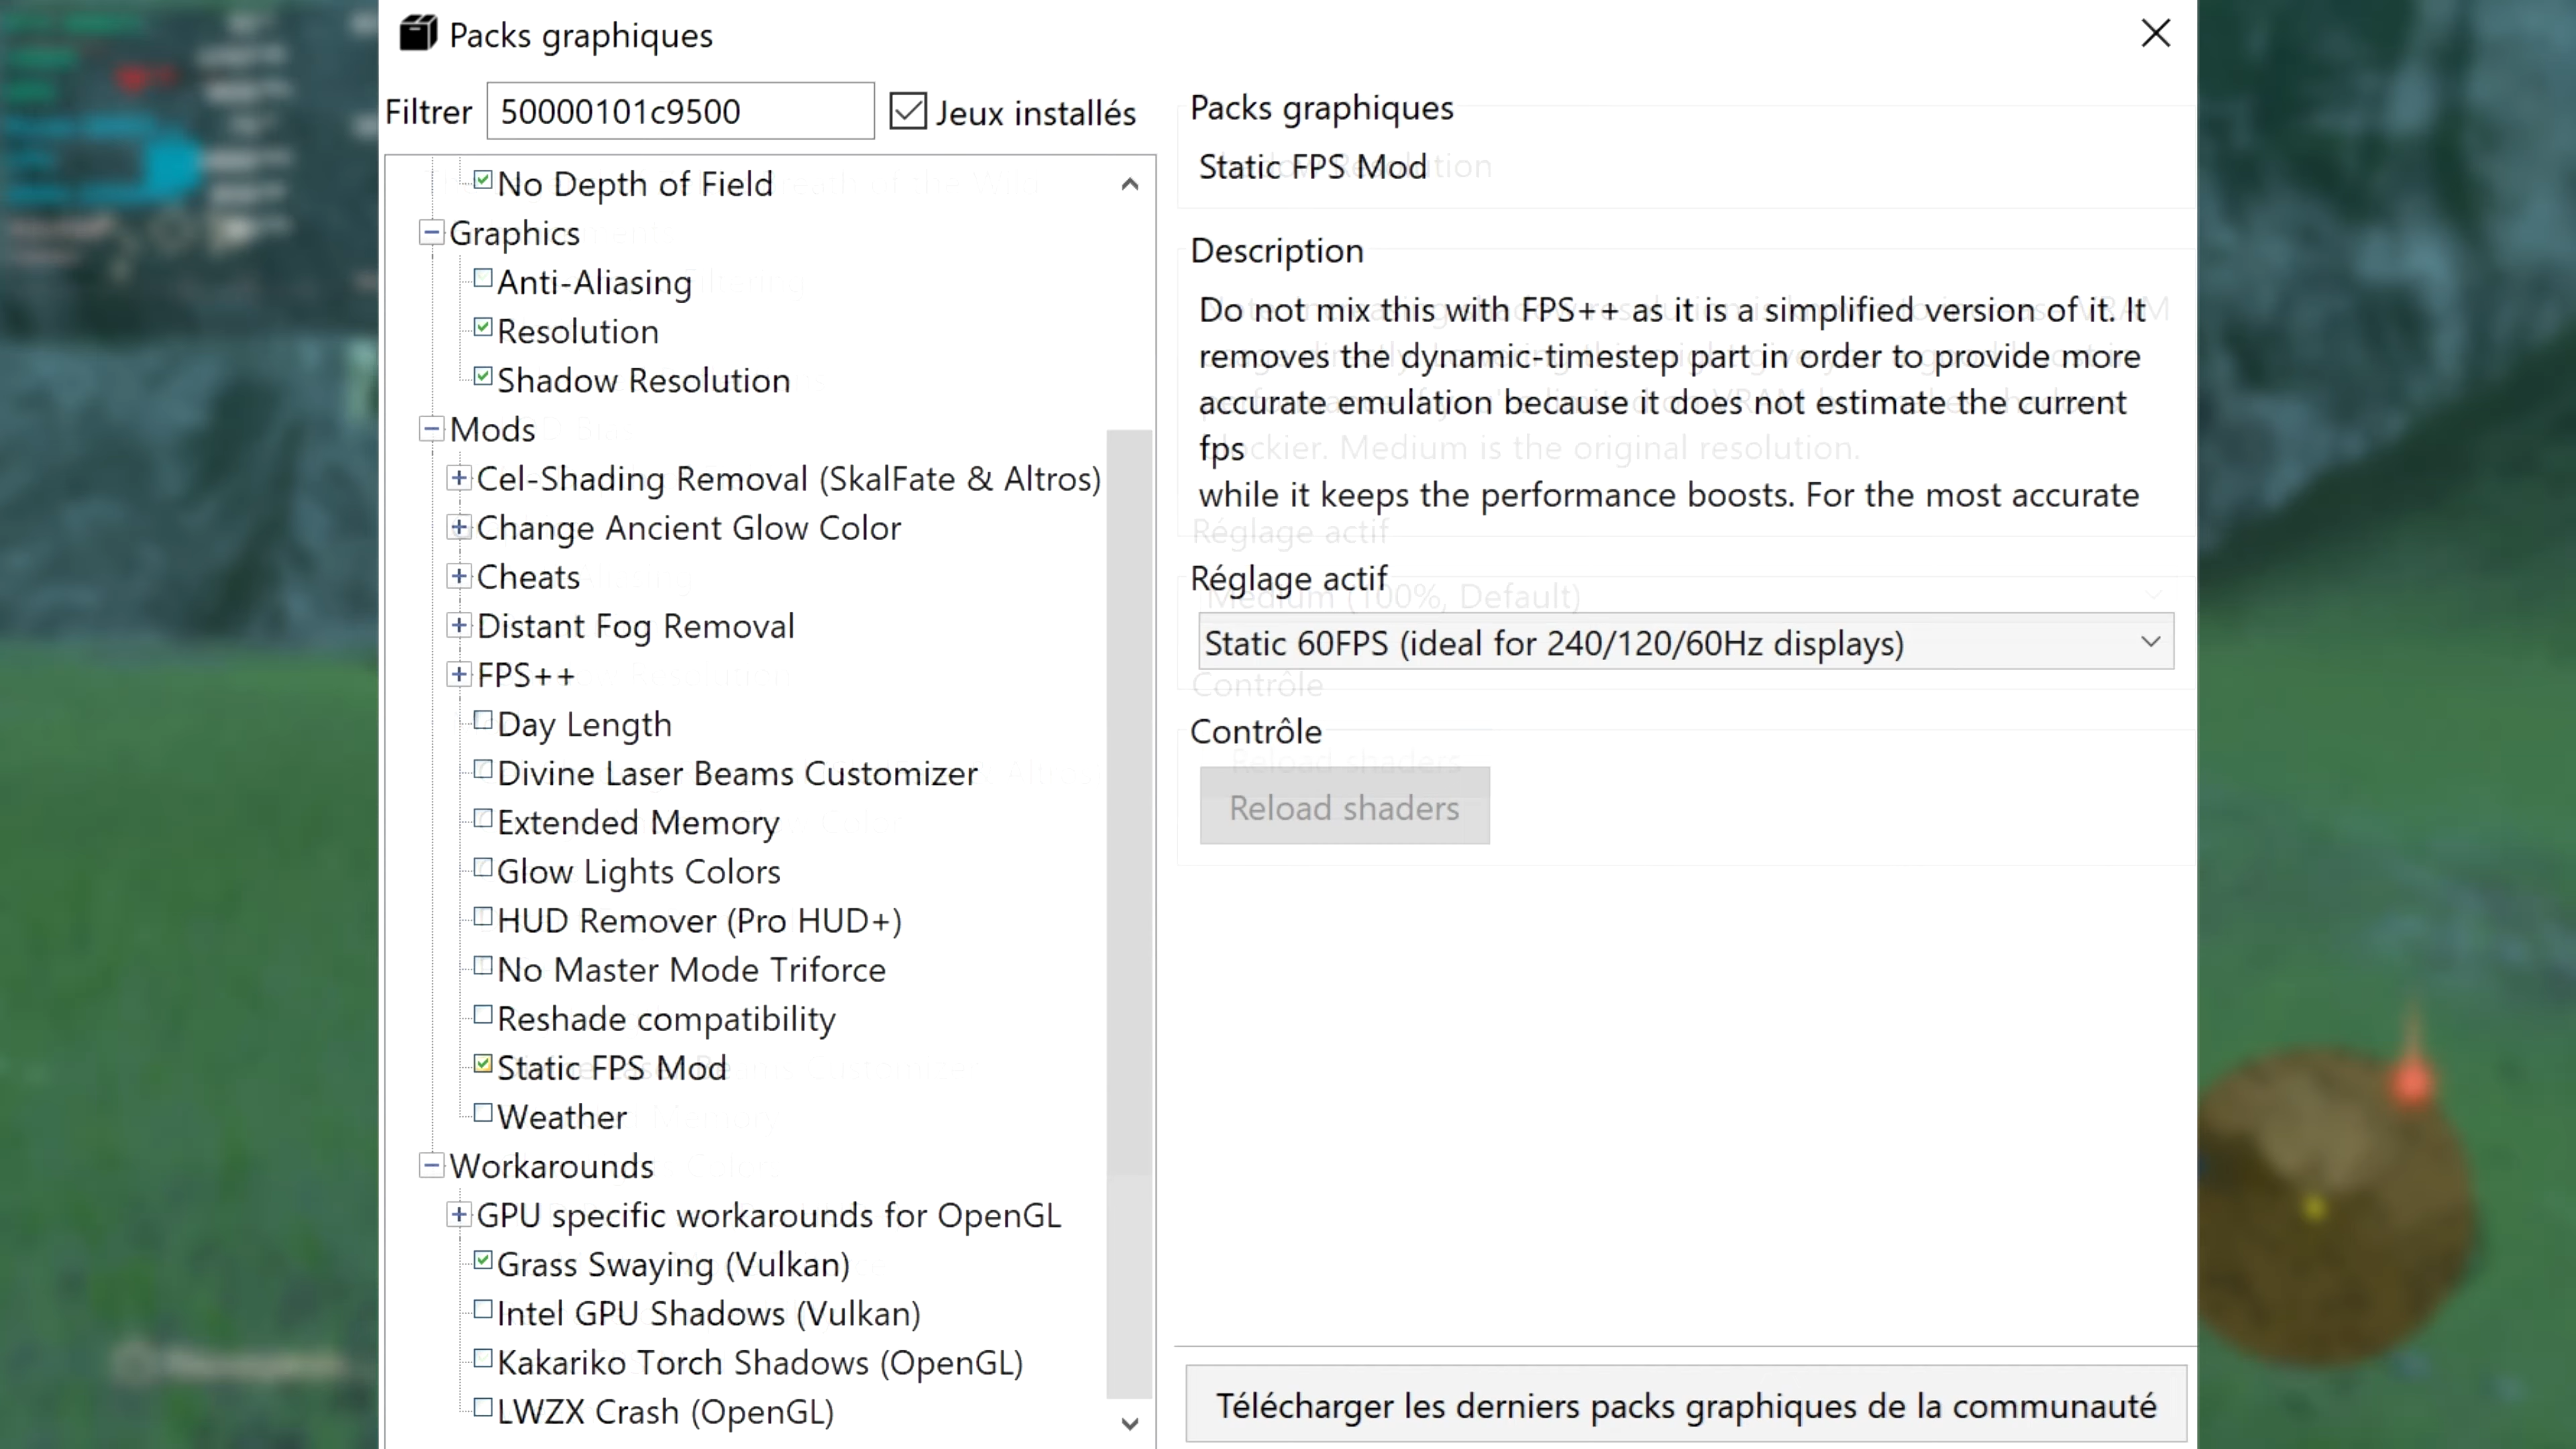 Packs graphiques
Filtrer 50000101c9500 Jeux installés
No Depth of Field
Graphics
Anti-Aliasing
Resolution
Shadow Resolution
Mods
Cel-Shading Removal (SkalFate & Altros)
Change Ancient Glow Color
Cheats
Distant Fog Removal
FPS++
Day Length
Divine Laser Beams Customizer
Extended Memory
Glow Lights Colors
HUD Remover (Pro HUD+)
No Master Mode Triforce
Reshade compatibility
Static FPS Mod
Weather
Workarounds
GPU specific workarounds for OpenGL
Grass Swaying (Vulkan)
Intel GPU Shadows (Vulkan)
Kakariko Torch Shadows (OpenGL)
LWZX Crash (OpenGL)
Packs graphiques
Static FPS Mod
Description
Do not mix this with FPS++ as it is a simplified version of it. It
removes the dynamic-timestep part in order to provide more
accurate emulation because it does not estimate the current
fps
while it keeps the performance boosts. For the most accurate
Réglage actif
Static 60FPS (ideal for 240/120/60Hz displays)
Contrôle
Reload shaders
Télécharger les derniers packs graphiques de la communauté